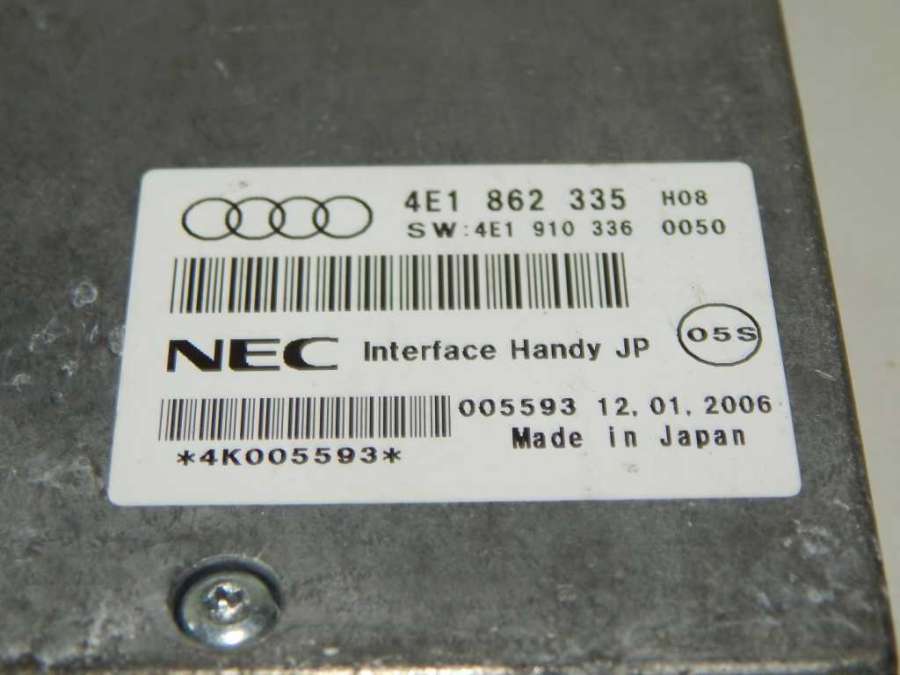 4E1 862 335 H08
SW:4E1 910 336 0050
NEC Interface Handy JP 05S
005593 12.01.2006
*4K005593* Made in Japan